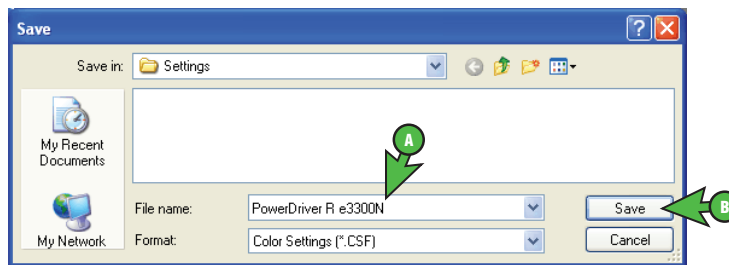 Save
Save in: Settings
My Recent
Documents
A
File name: PowerDriver R e3300N Save
B
My Network Format: Color Settings (*.CSF) Cancel